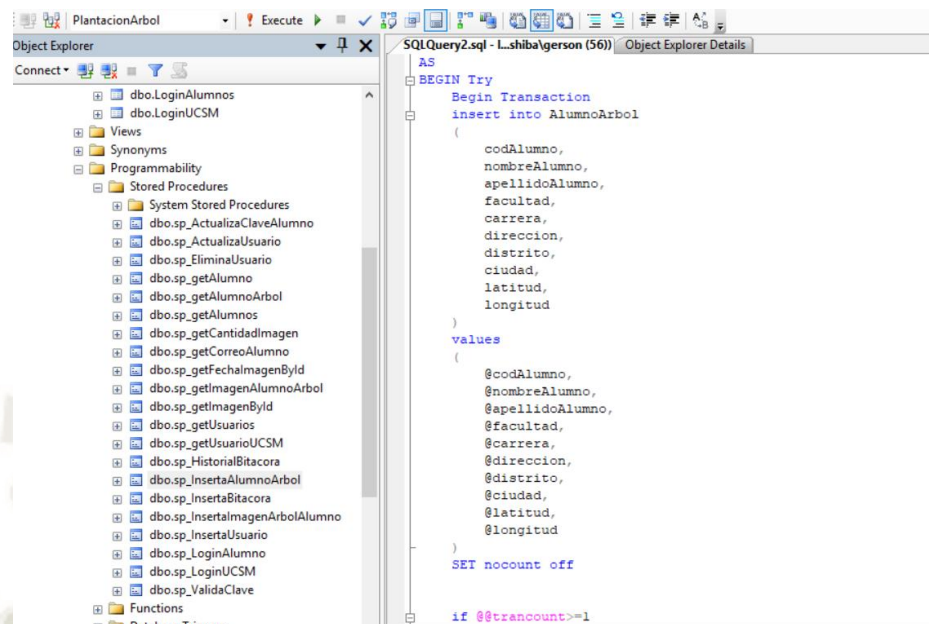 PlantacionArbol
Execute
Object Explorer
SQLQuery2.sql - l...shiba\gerson (56))
Object Explorer Details
Connect
dbo.LoginAlumnos
dbo.LoginUCSM
Views
Synonyms
Programmability
Stored Procedures
System Stored Procedures
dbo.sp_ActualizaClaveAlumno
dbo.sp_ActualizaUsuario
dbo.sp_EliminaUsuario
dbo.sp_getAlumno
dbo.sp_getAlumnoArbol
dbo.sp_getAlumnos
dbo.sp_getCantidadImagen
dbo.sp_getCorreoAlumno
dbo.sp_getFechaImagenById
dbo.sp_getImagenAlumnoArbol
dbo.sp_getImagenById
dbo.sp_getUsuarios
dbo.sp_getUsuarioUCSM
dbo.sp_HistorialBitacora
dbo.sp_InsertaAlumnoArbol
dbo.sp_InsertaBitacora
dbo.sp_InsertaImagenArbolAlumno
dbo.sp_InsertaUsuario
dbo.sp_LoginAlumno
dbo.sp_LoginUCSM
dbo.sp_ValidaClave
Functions
AS
BEGIN Try
Begin Transaction
insert into AlumnoArbol
(
codAlumno,
nombreAlumno,
apellidoAlumno,
facultad,
carrera,
direccion,
distrito,
ciudad,
latitud,
longitud
)
values
(
@codAlumno,
@nombreAlumno,
@apellidoAlumno,
@facultad,
@carrera,
@direccion,
@distrito,
@ciudad,
@latitud,
@longitud
)
SET nocount off
if @@trancount>=1